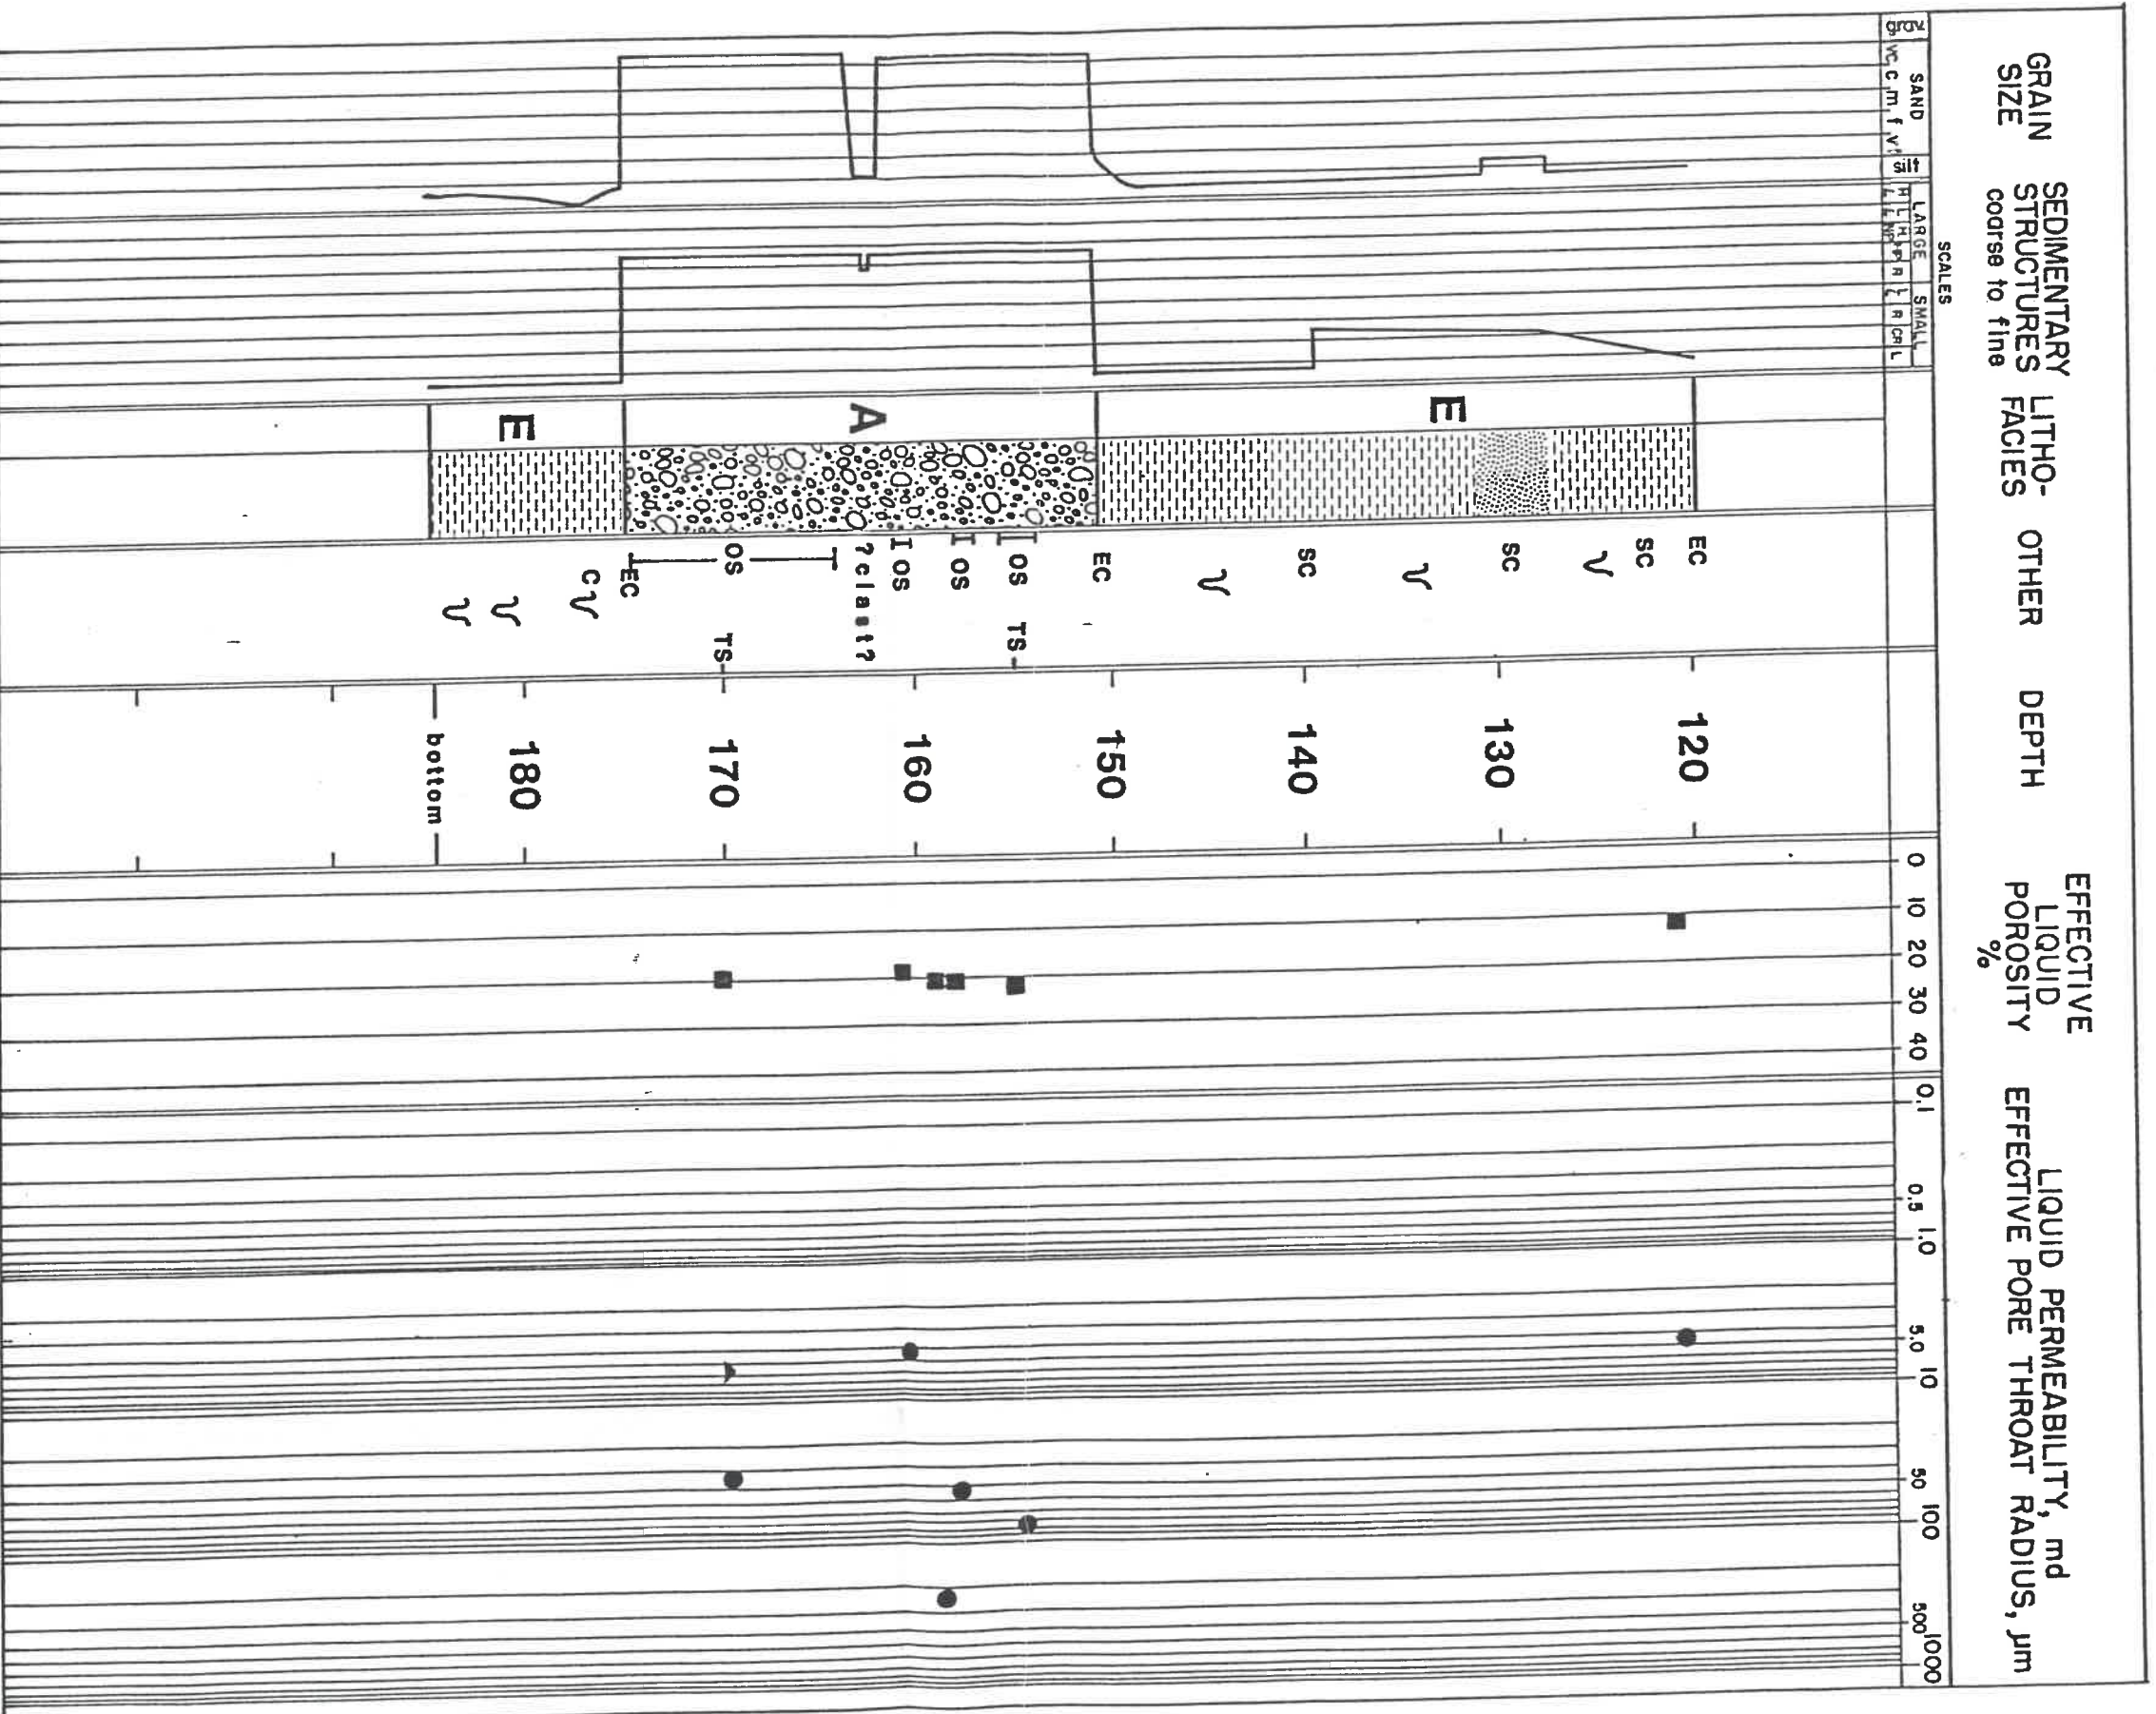 GRAIN
SIZE
SEDIMENTARY
STRUCTURES
coarse to fine
LITHO-
FACIES
OTHER
DEPTH
EFFECTIVE
LIQUID
POROSITY
%
LIQUID PERMEABILITY, md
EFFECTIVE PORE THROAT RADIUS, µm
SCALES
SAND
LARGE
SMALL
VC C m f
silt
R CR L
0 10 20 30 40
0.1 0.5 1.0 5.0 10 50 100 500 1000
EC
120
SC
E
SC
130
SC
140
150
EC
A
OS
TS
OS
OS
160
?clast?
OS
TS
170
EC
C
E
180
bottom